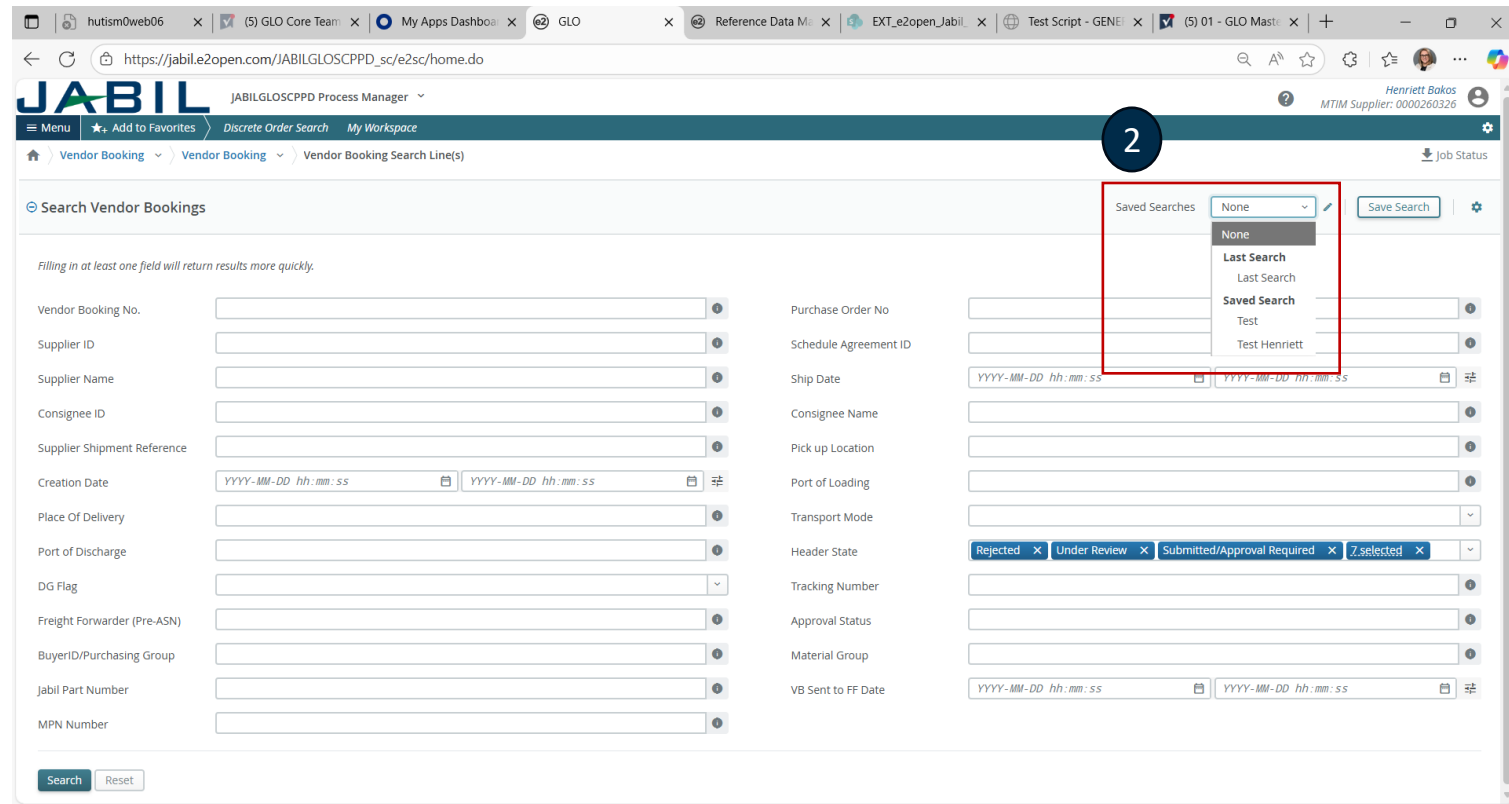 hutism0web06
(5) GLO Core Team
My Apps Dashboa
GLO
Reference Data Ma
EXT_e2open_Jabil_
Test Script - GENE
(5) 01 - GLO Maste
https://jabil.e2open.com/JABILGLOSCPPD_sc/e2sc/home.do
JABIL
JABILGLOSCPPD Process Manager
Henriett Bakos
MTIM Supplier: 0000260326
Menu Add to Favorites Discrete Order Search My Workspace
2
Vendor Booking Vendor Booking Vendor Booking Search Line(s)
Job Status
Search Vendor Bookings
Saved Searches None Save Search
None
Last Search
Last Search
Saved Search
Test
Test Henriett
Filling in at least one field will return results more quickly.
Vendor Booking No. Purchase Order No
Supplier ID Schedule Agreement ID
Supplier Name Ship Date YYYY-MM-DD hh:mm:ss YYYY-MM-DD hh:mm:ss
Consignee ID Consignee Name
Supplier Shipment Reference Pick up Location
Creation Date YYYY-MM-DD hh:mm:ss YYYY-MM-DD hh:mm:ss Port of Loading
Place Of Delivery Transport Mode
Port of Discharge Header State Rejected Under Review Submitted/Approval Required 7 selected
DG Flag Tracking Number
Freight Forwarder (Pre-ASN) Approval Status
BuyerID/Purchasing Group Material Group
Jabil Part Number VB Sent to FF Date YYYY-MM-DD hh:mm:ss YYYY-MM-DD hh:mm:ss
MPN Number
Search Reset